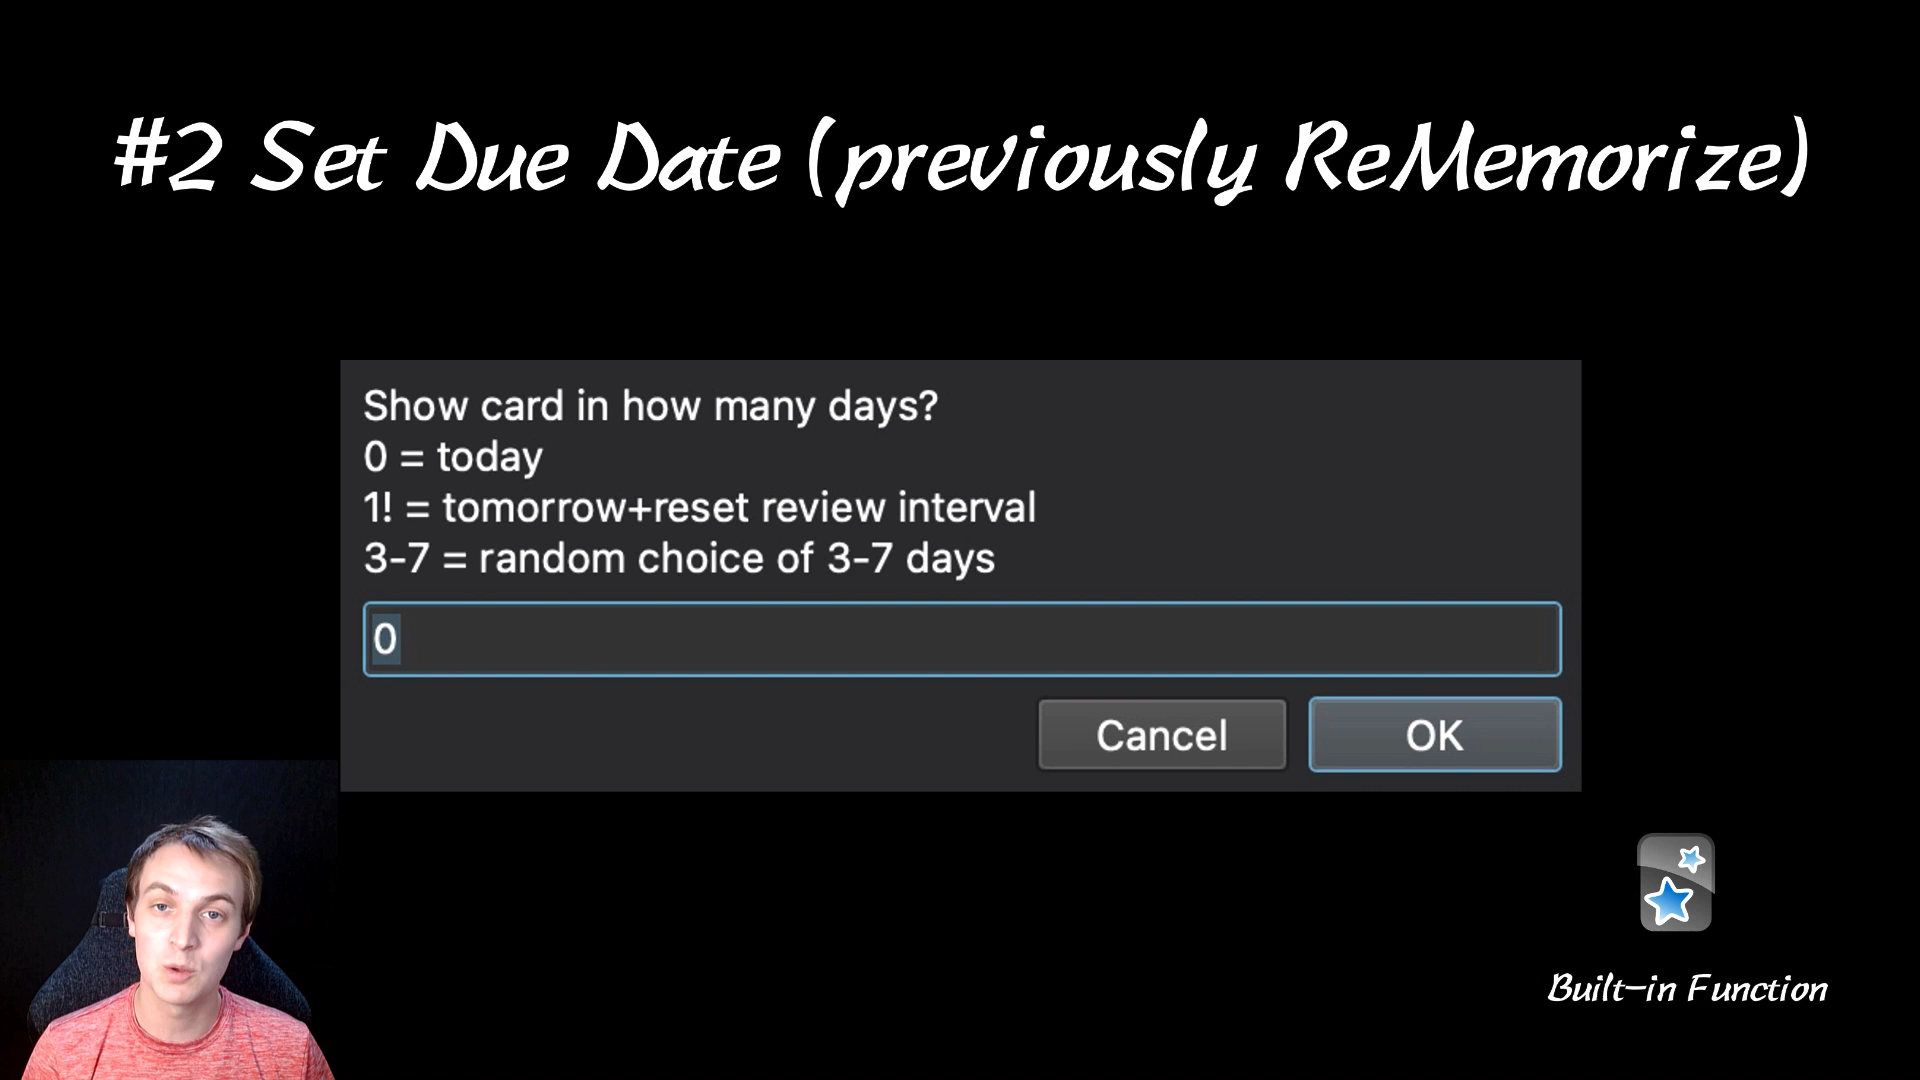 #2 Set Due Date (previously ReMemorize)
Show card in how many days?
0 = today
1! = tomorrow+reset review interval
3-7 = random choice of 3-7 days
0
Cancel
OK
Built-in Function